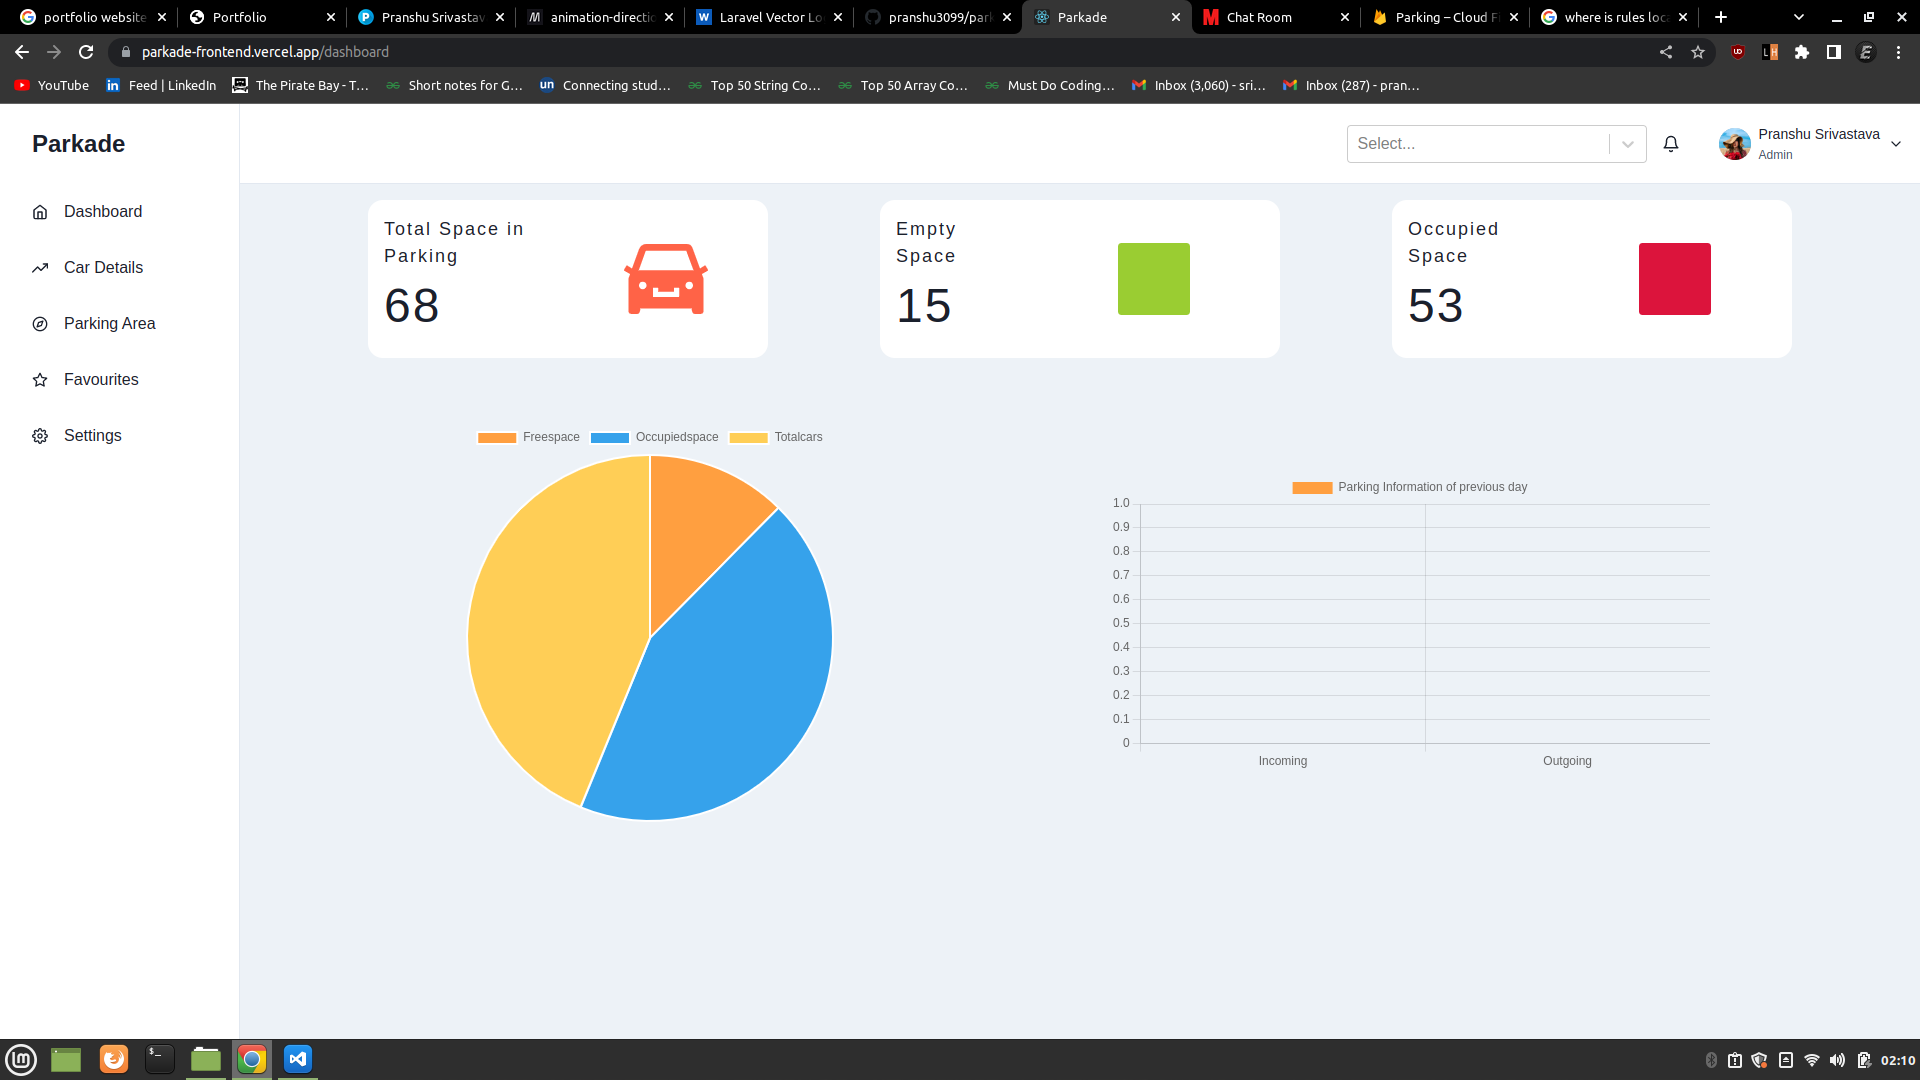 portfolio website
Portfolio
Pranshu Srivastav
animation-directio
Laravel Vector Lo
pranshu3099/park
Parkade
Chat Room
Parking – Cloud Fi
where is rules loca
parkade-frontend.vercel.app/dashboard
YouTube
Feed | LinkedIn
The Pirate Bay - T…
Short notes for G…
Connecting stud…
Top 50 String Co…
Top 50 Array Co…
Must Do Coding…
Inbox (3,060) - sri…
Inbox (287) - pran…
Parkade
Select...
Pranshu Srivastava
Admin
Dashboard
Car Details
Parking Area
Favourites
Settings
Total Space in
Parking
68
Empty
Space
15
Occupied
Space
53
Freespace
Occupiedspace
Totalcars
Parking Information of previous day
1.0
0.9
0.8
0.7
0.6
0.5
0.4
0.3
0.2
0.1
0
Incoming
Outgoing
02:10